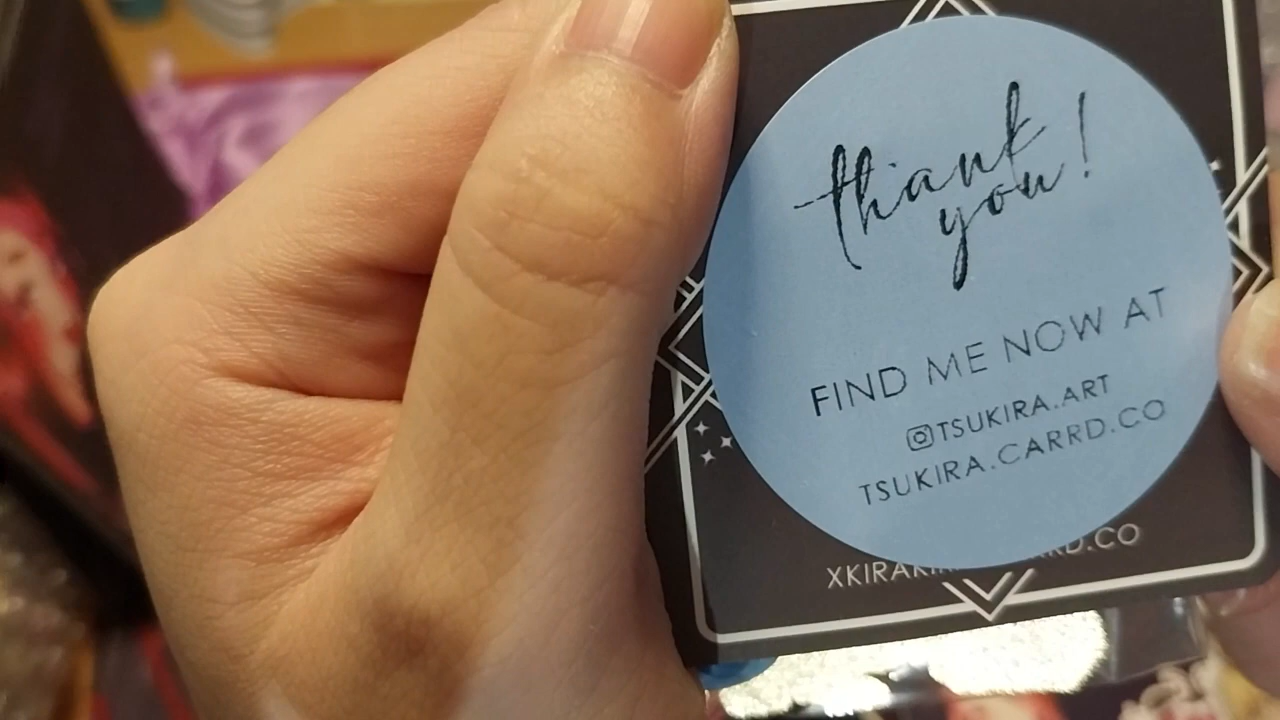 thank
you!
FIND ME NOW AT
@TSUKIRA.ART
TSUKIRA.CARRD.CO